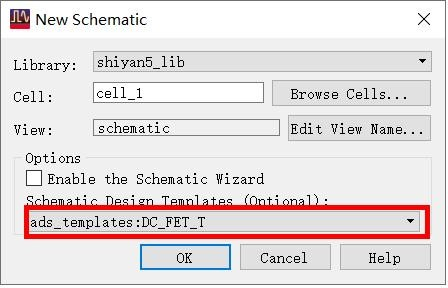 New Schematic
Library: shiyan5_lib
Cell: cell_1 Browse Cells...
View: schematic Edit View Name...
Options
Enable the Schematic Wizard
Schematic Design Templates (Optional):
ads_templates:DC_FET_T
OK Cancel Help